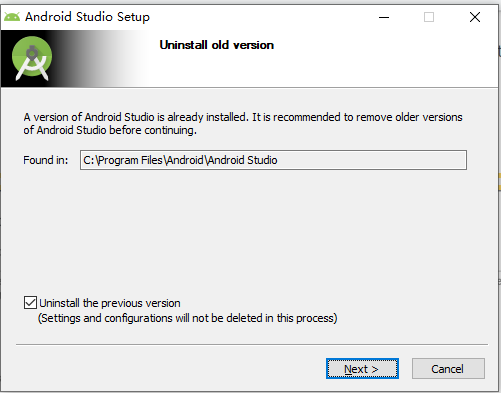 Android Studio Setup
Uninstall old version
A version of Android Studio is already installed. It is recommended to remove older versions
of Android Studio before continuing.
Found in: C:\Program Files\Android\Android Studio
Uninstall the previous version
(Settings and configurations will not be deleted in this process)
Next > Cancel